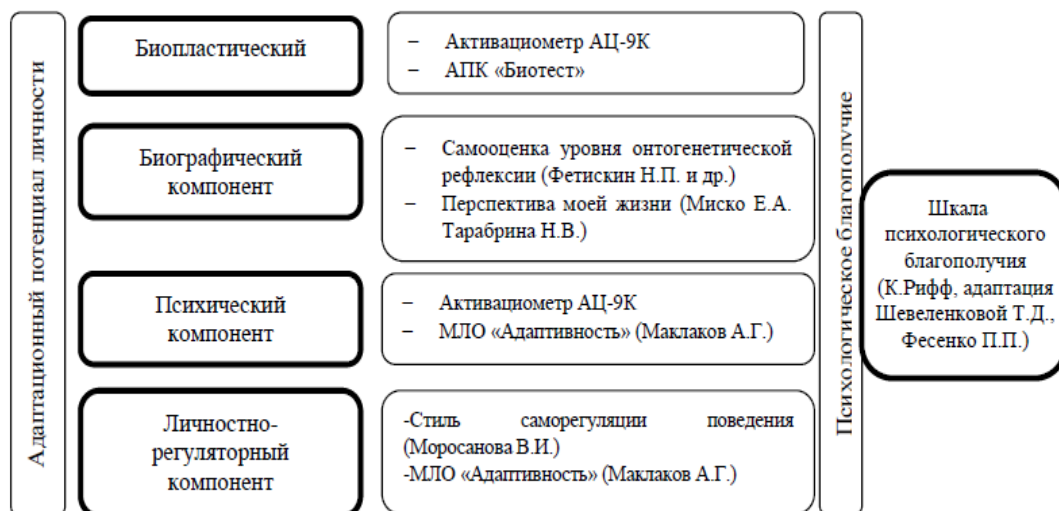 Адаптационный потенциал личности
Биопластический
– Активациометр АЦ-9К
– АПК «Биотест»
Биографический
компонент
– Самооценка уровня онтогенетической
рефлексии (Фетискин Н.П. и др.)
– Перспектива моей жизни (Миско Е.А.
Тарабрина Н.В.)
Психический
компонент
– Активациометр АЦ-9К
– МЛО «Адаптивность» (Маклаков А.Г.)
Личностно-
регуляторный
компонент
-Стиль саморегуляции поведения
(Моросанова В.И.)
-МЛО «Адаптивность» (Маклаков А.Г.)
Психологическое благополучие
Шкала
психологического
благополучия
(К.Рифф, адаптация
Шевеленковой Т.Д.,
Фесенко П.П.)